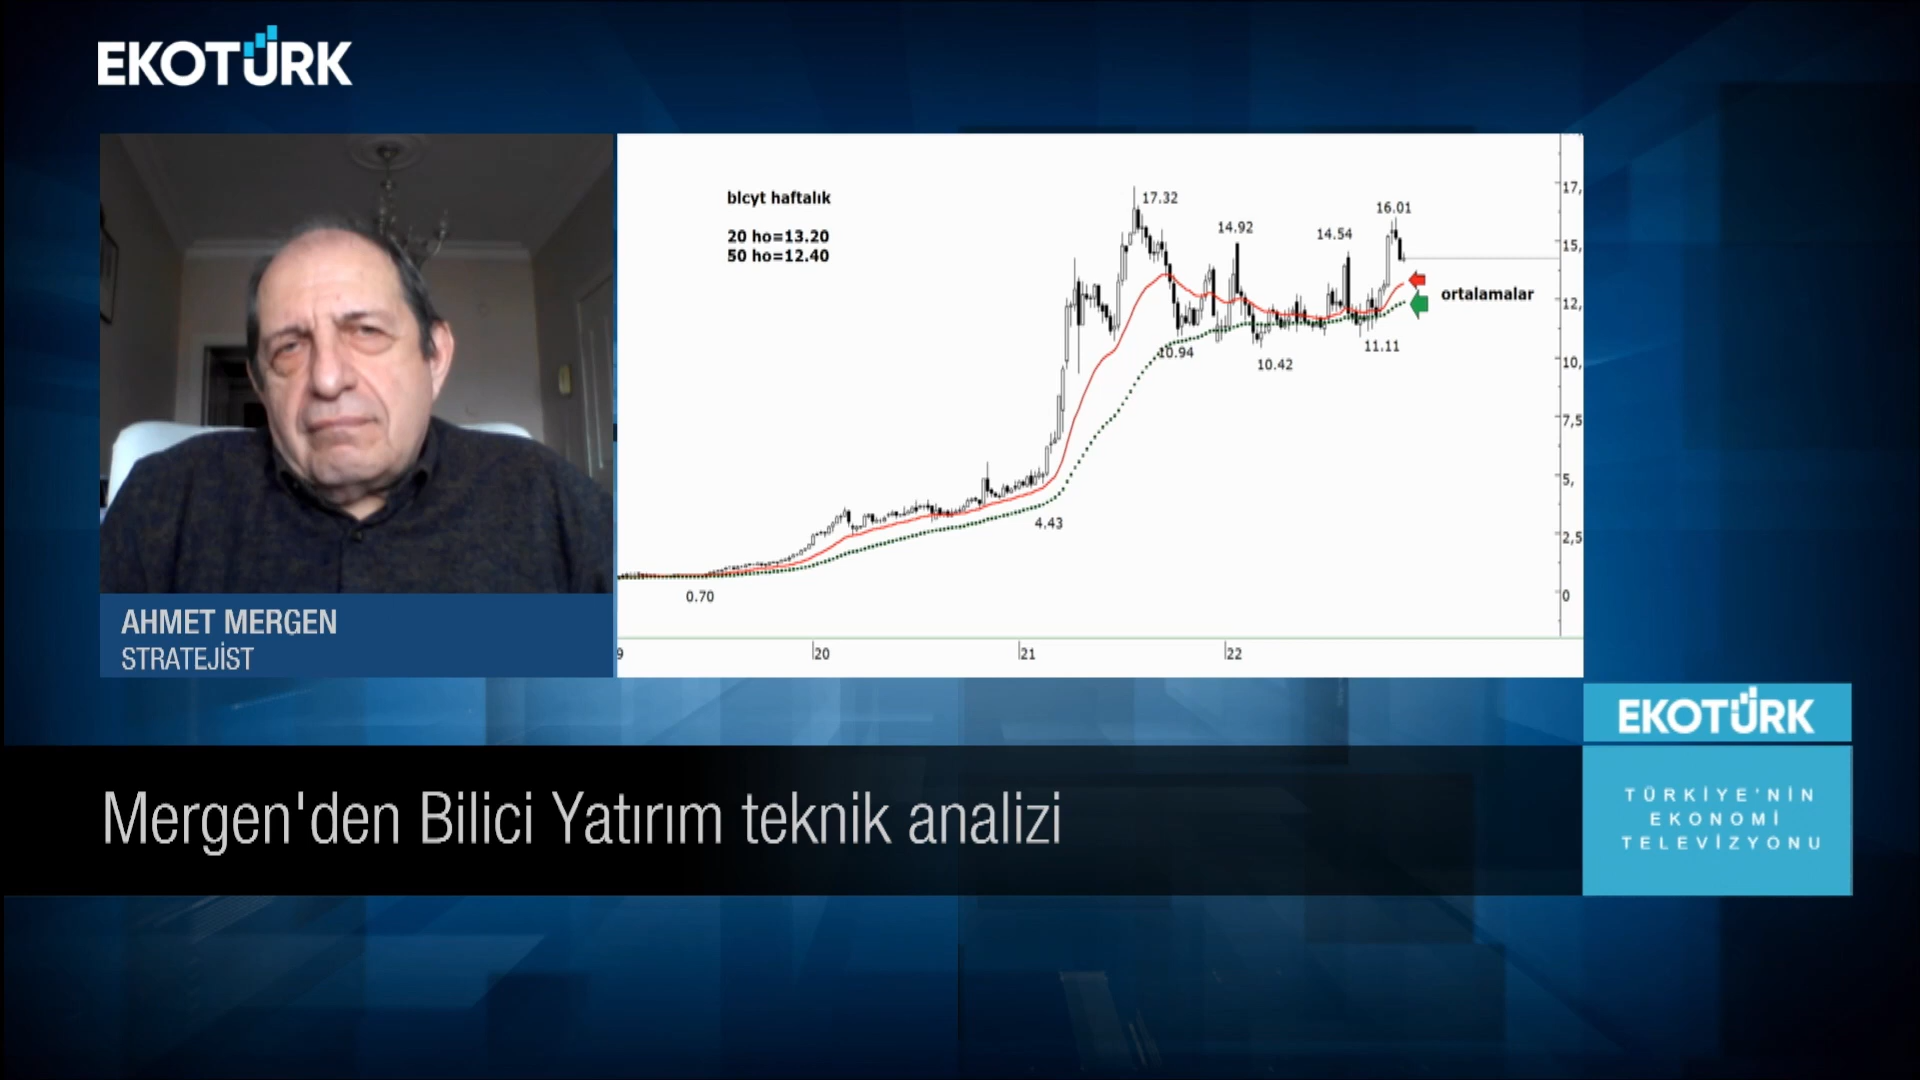 EKOTÜRK
blcyt haftalık
20 ho=13.20
50 ho=12.40
17.32
14.92
14.54
16.01
ortalamalar
10.94
10.42
11.11
4.43
0.70
17,
15,
12,
10,
7,5
5,
2,5
0
9
20
21
22
AHMET MERGEN
STRATEJİST
Mergen'den Bilici Yatırım teknik analizi
EKOTÜRK
TÜRKİYE'NİN
EKONOMİ
TELEVİZYONU